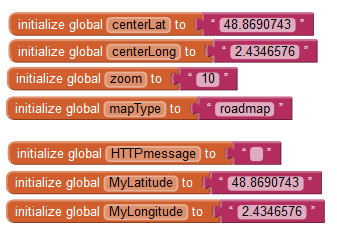 initialize global centerLat to " 48.8690743 "
initialize global centerLong to " 2.4346576 "
initialize global zoom to " 10 "
initialize global mapType to " roadmap "
initialize global HTTPmessage to "   "
initialize global MyLatitude to " 48.8690743 "
initialize global MyLongitude to " 2.4346576 "